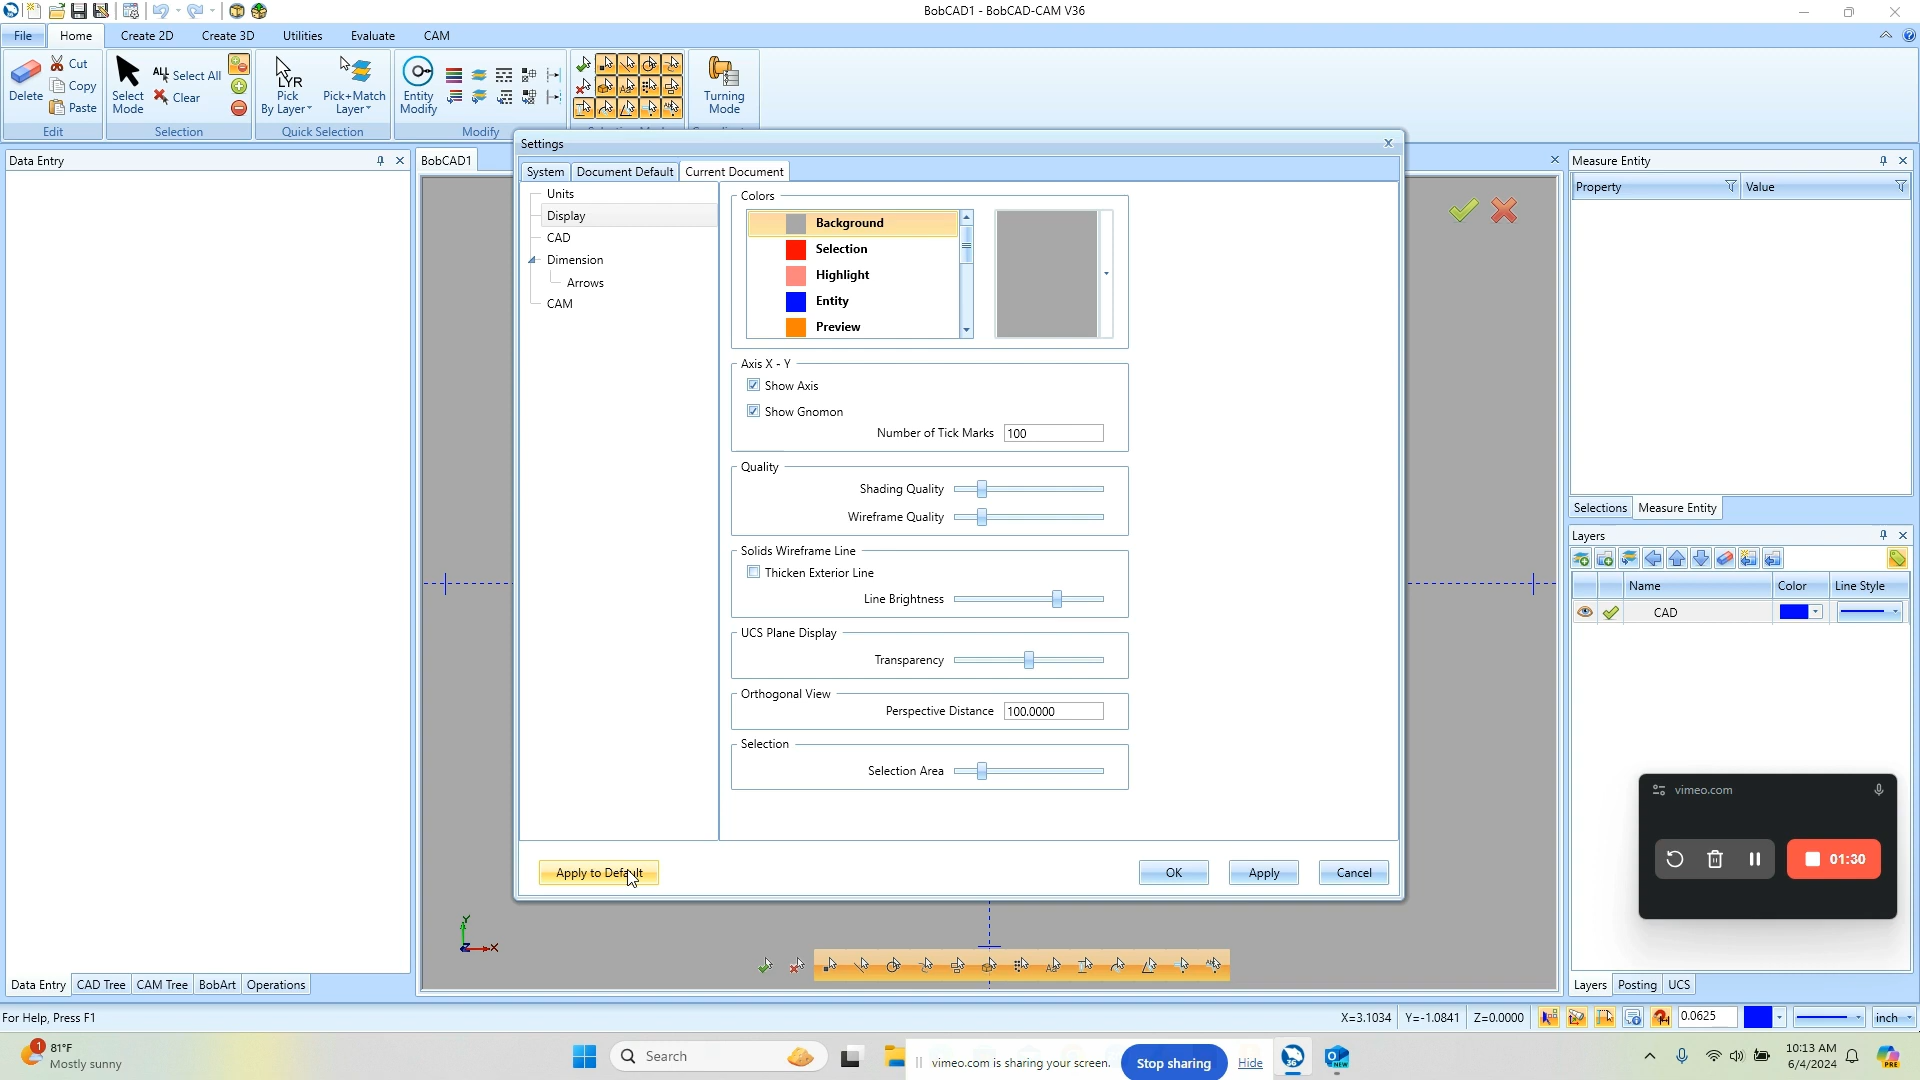 BobCAD1 - BobCAD-CAM V36
File Home Create 2D Create 3D Utilities Evaluate CAM
Delete
Cut
Copy
Paste
Edit
Select Mode
ALL Select All
Clear
Selection
LYR
Pick By Layer
Pick+Match Layer
Quick Selection
Entity Modify
Modify
Turning Mode
Data Entry
BobCAD1
Settings
System Document Default Current Document
Units
Display
CAD
Dimension
Arrows
CAM
Colors
Background
Selection
Highlight
Entity
Preview
Axis X - Y
Show Axis
Show Gnomon
Number of Tick Marks 100
Quality
Shading Quality
Wireframe Quality
Solids Wireframe Line
Thicken Exterior Line
Line Brightness
UCS Plane Display
Transparency
Orthogonal View
Perspective Distance 100.0000
Selection
Selection Area
Apply to Default
OK Apply Cancel
Y
Z X
Measure Entity
Property Value
Selections Measure Entity
Layers
Name Color Line Style
CAD
vimeo.com
01:30
Layers Posting UCS
Data Entry CAD Tree CAM Tree BobArt Operations
For Help, Press F1
X=3.1034 Y=-1.0841 Z=0.0000 0.0625 inch
81°F
Mostly sunny
Search
vimeo.com is sharing your screen. Stop sharing Hide
10:13 AM
6/4/2024